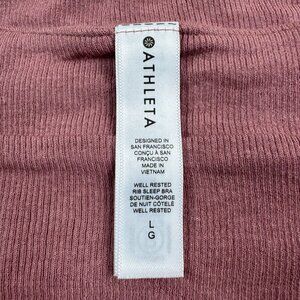 ATHLETA
DESIGNED IN
SAN FRANCISCO
CONÇU À SAN
FRANCISCO
MADE IN
VIETNAM
WELL RESTED
RIB SLEEP BRA
SOUTIEN-GORGE
DE NUIT CÔTELÉ
WELL RESTED
L
G